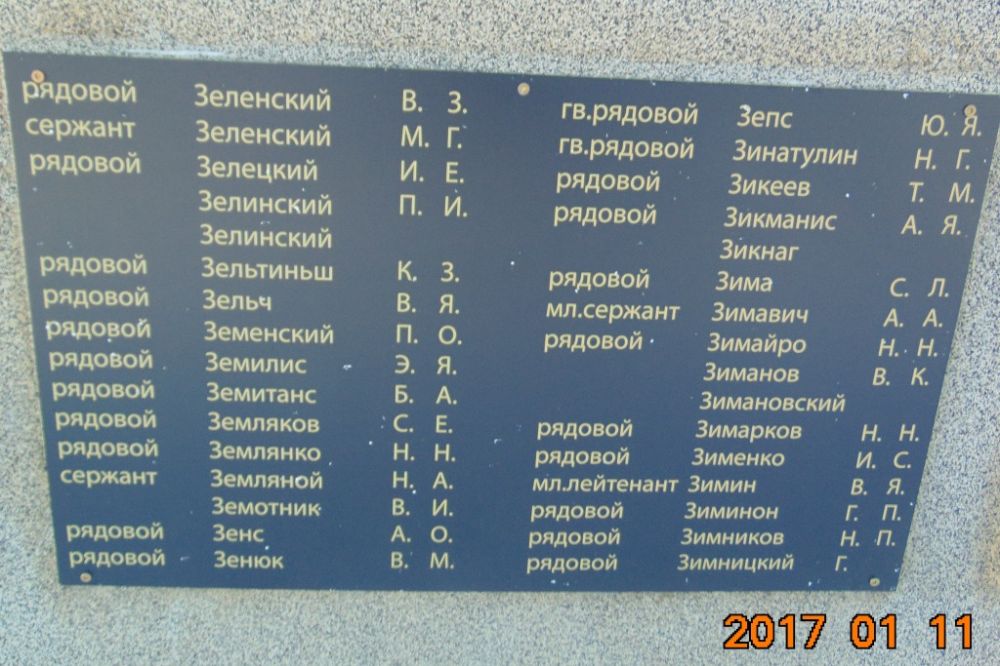 рядовой Зеленский В. З.
сержант Зеленский М. Г.
рядовой Зелецкий И. Е.
Зелинский П. И.
Зелинский
рядовой Зельтиньш К. З.
рядовой Зельч В. Я.
рядовой Земенский П. О.
рядовой Земилис Э. Я.
рядовой Земитанс Б. А.
рядовой Земляков С. Е.
рядовой Землянко Н. Н.
сержант Земляной Н. А.
Земотник В. И.
рядовой Зенс А. О.
рядовой Зенюк В. М.
гв.рядовой Зепс Ю. Я.
гв.рядовой Зинатулин Н. Г.
рядовой Зикеев Т. М.
рядовой Зикманис А. Я.
Зикнаг
рядовой Зима С. Л.
мл.сержант Зимавич А. А.
рядовой Зимайро Н. Н.
Зиманов В. К.
Зимановский
рядовой Зимарков Н. Н.
рядовой Зименко И. С.
мл.лейтенант Зимин В. Я.
рядовой Зиминон Г. П.
рядовой Зимников Н. П.
рядовой Зимницкий Г.
2017 01 11